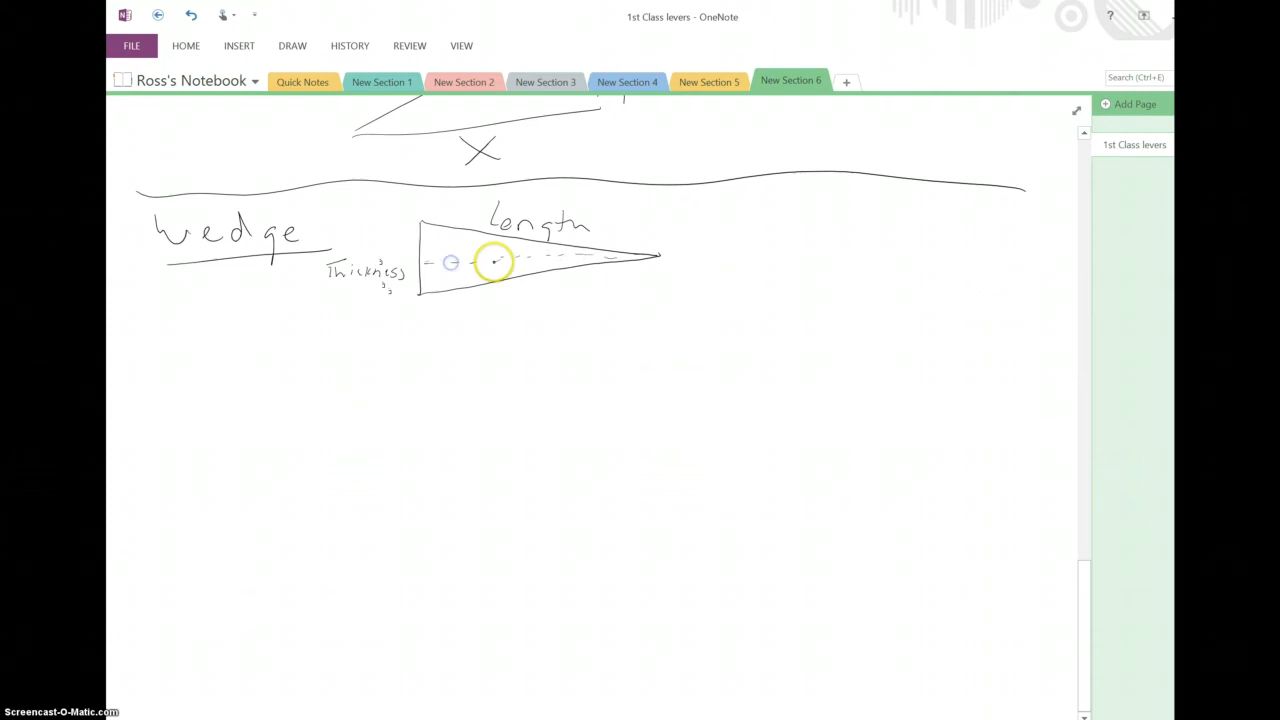 1st Class levers - OneNote
FILE HOME INSERT DRAW HISTORY REVIEW VIEW
Ross's Notebook Quick Notes New Section 1 New Section 2 New Section 3 New Section 4 New Section 5 New Section 6
Search (Ctrl+E)
Add Page
1st Class levers
X
Wedge
Length
Thickness
Screencast-O-Matic.com